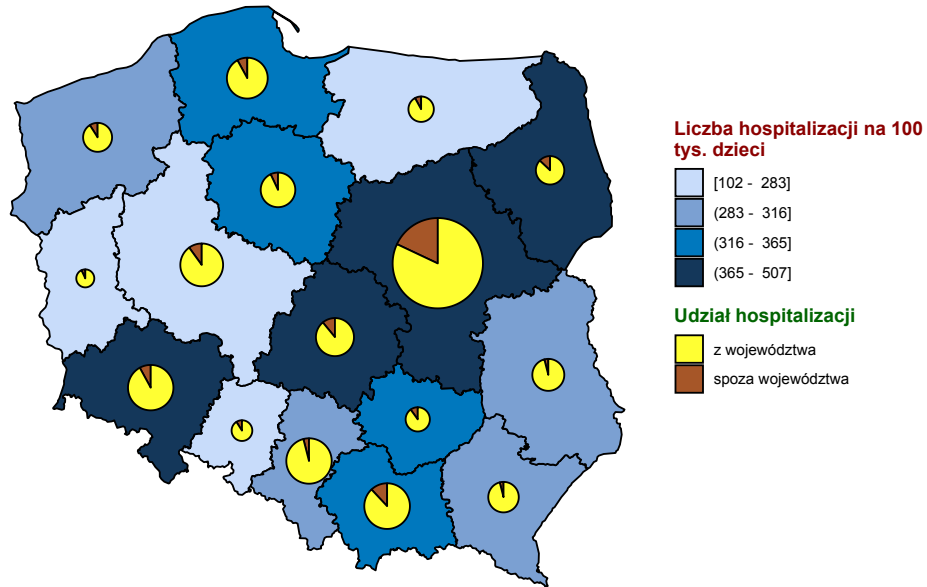 Liczba hospitalizacji na 100
tys. dzieci
[102 - 283]
(283 - 316]
(316 - 365]
(365 - 507]
Udział hospitalizacji
z województwa
spoza województwa